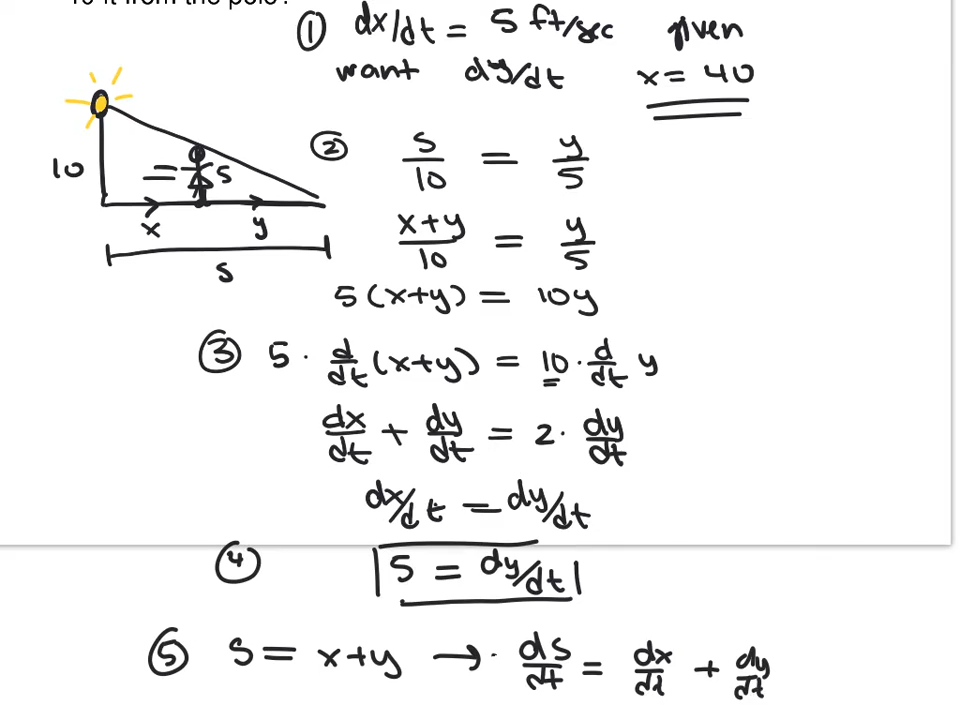 ① dx/dt = 5 ft/sec given
want dy/dt x = 40
10
5
x y
s
② s/10 = y/5
x+y/10 = y/5
5(x+y) = 10y
③ 5 · d/dt (x+y) = 10 · d/dt y
dx/dt + dy/dt = 2 · dy/dt
dx/dt = dy/dt
④ 5 = dy/dt
⑤ s = x+y → · ds/dt = dx/dt + dy/dt